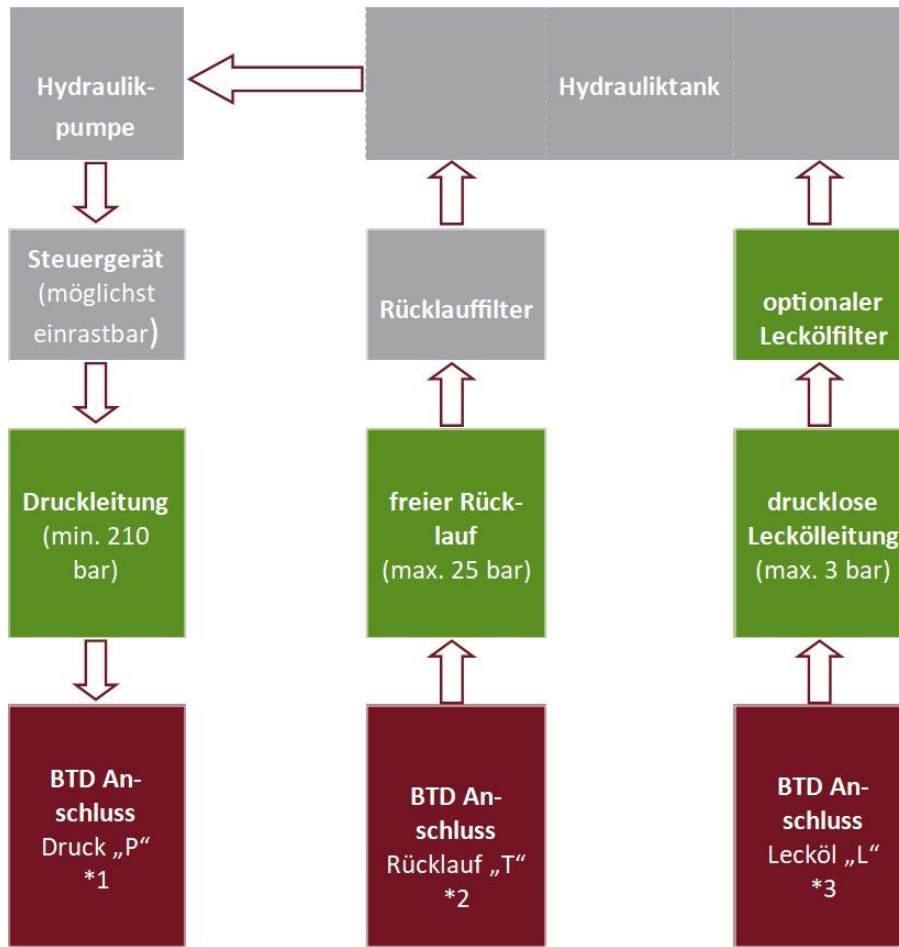 Hydraulik-
pumpe
Hydrauliktank
Steuergerät
(möglichst
einrastbar)
Rücklauffilter
optionaler
Leckölfilter
Druckleitung
(min. 210
bar)
freier Rück-
lauf
(max. 25 bar)
drucklose
Leckölleitung
(max. 3 bar)
BTD An-
schluss
Druck „P“
*1
BTD An-
schluss
Rücklauf „T“
*2
BTD An-
schluss
Lecköl „L“
*3